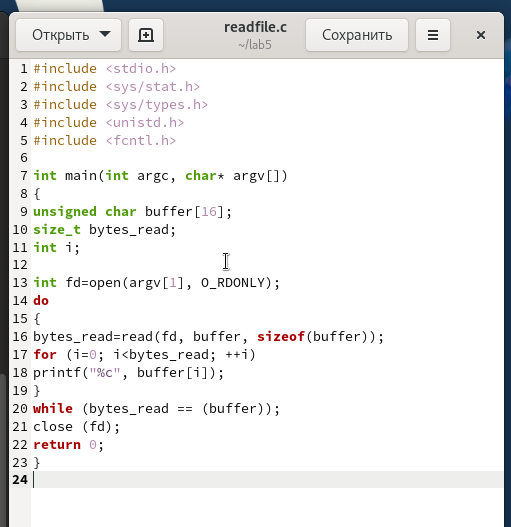 Открыть
readfile.c
~/lab5
Сохранить
1 #include <stdio.h>
2 #include <sys/stat.h>
3 #include <sys/types.h>
4 #include <unistd.h>
5 #include <fcntl.h>
6
7 int main(int argc, char* argv[])
8 {
9 unsigned char buffer[16];
10 size_t bytes_read;
11 int i;
12
13 int fd=open(argv[1], O_RDONLY);
14 do
15 {
16 bytes_read=read(fd, buffer, sizeof(buffer));
17 for (i=0; i<bytes_read; ++i)
18 printf("%c", buffer[i]);
19 }
20 while (bytes_read == (buffer));
21 close (fd);
22 return 0;
23 }
24